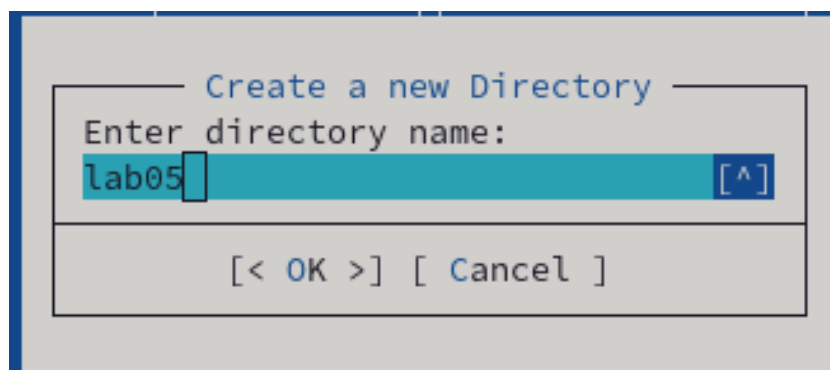 Create a new Directory
Enter directory name:
lab05 [^]
[< OK >] [ Cancel ]